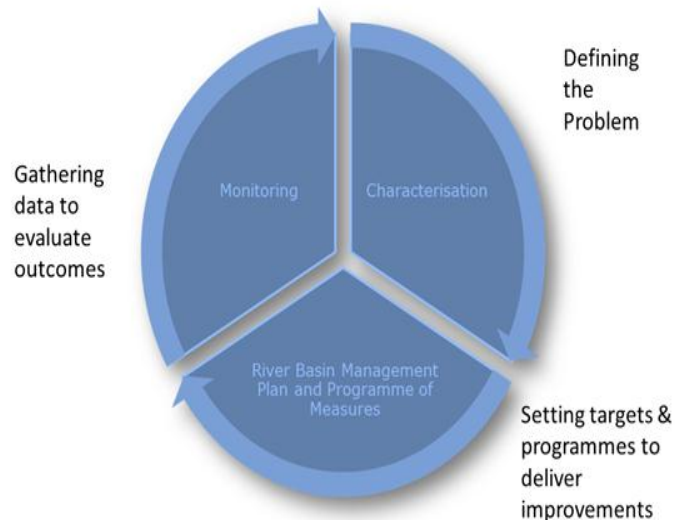 Defining
the
Problem
Gathering
data to
evaluate
outcomes
Monitoring
Characterisation
River Basin Management
Plan and Programme of
Measures
Setting targets &
programmes to
deliver
improvements